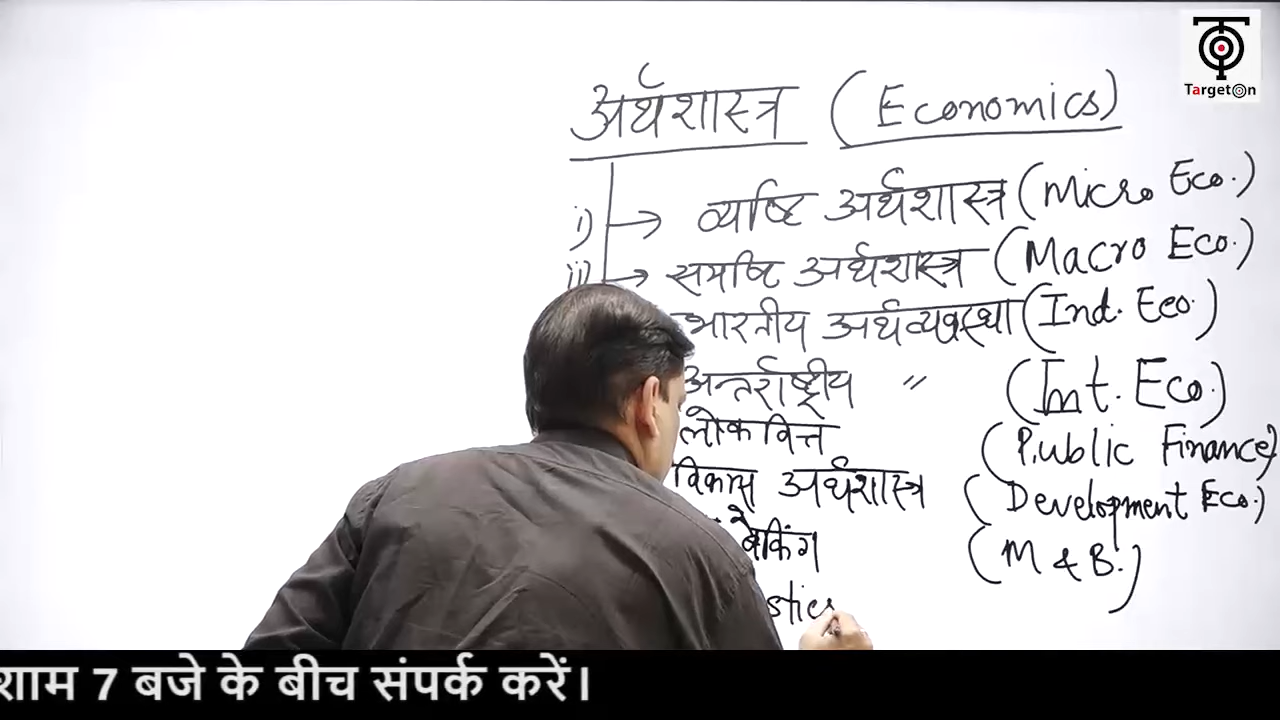 TargetOn
अर्थशास्त्र (Economics)
i) → व्यष्टि अर्थशास्त्र (Micro Eco.)
ii) → समष्टि अर्थशास्त्र (Macro Eco.)
भारतीय अर्थव्यवस्था (Ind. Eco.)
अन्तर्राष्ट्रीय " (Int. Eco.)
लोकवित्त (Public Finance)
विकास अर्थशास्त्र (Development Eco.)
बैकिंग (M & B.)
stics
शाम 7 बजे के बीच संपर्क करें।